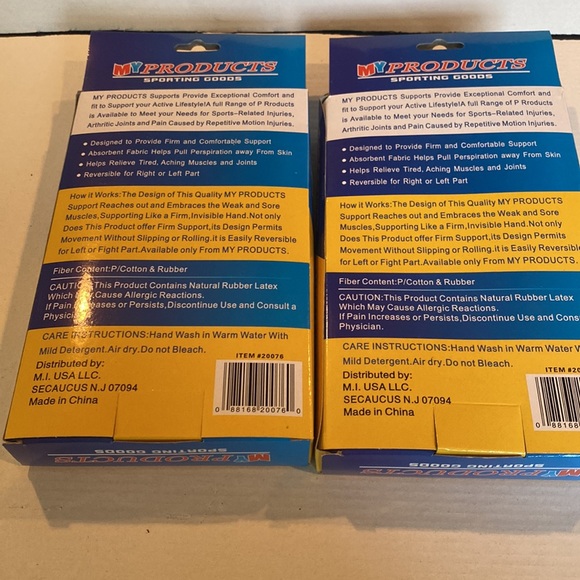 MY PRODUCTS
SPORTING GOODS
MY PRODUCTS Supports Provide Exceptional Comfort and
fit to Support your Active Lifestyle!A full Range of P Rroducts
is Available to Meet your Needs for Sports-Related Injuries,
Arthritic Joints and Pain Caused by Repetitive Motion Injuries.
• Designed to Provide Firm and Comfortable Support
• Absorbent Fabric Helps Pull Perspiration away From Skin
• Helps Relieve Tired, Aching Muscles and Joints
• Reversible for Right or Left Part
How it Works:The Design of This Quality MY PRODUCTS
Support Reaches out and Embraces the Weak and Sore
Muscles,Supporting Like a Firm,Invisible Hand.Not only
Does This Product offer Firm Support,its Design Permits
Movement Without Slipping or Rolling.it is Easily Reversible
for Left or Fight Part.Available only From MY PRODUCTS.
Fiber Content:P/Cotton & Rubber
CAUTION:This Product Contains Natural Rubber Latex
Which May Cause Allergic Reactions.
If Pain Increases or Persists,Discontinue Use and Consult a
Physician.
CARE INSTRUCTIONS:Hand Wash in Warm Water With
Mild Detergent.Air dry.Do not Bleach.
Distributed by:
M.I. USA LLC.
SECAUCUS N.J 07094
Made in China
ITEM #20076
0 88168 20076 0
MY PRODUCTS
SPORTING GOODS
MY PRODUCTS
SPORTING GOODS
MY PRODUCTS Supports Provide Exceptional Comfort and
fit to Support your Active Lifestyle!A full Range of P Rroducts
is Available to Meet your Needs for Sports-Related Injuries,
Arthritic Joints and Pain Caused by Repetitive Motion Injuries.
• Designed to Provide Firm and Comfortable Support
• Absorbent Fabric Helps Pull Perspiration away From Skin
• Helps Relieve Tired, Aching Muscles and Joints
• Reversible for Right or Left Part
How it Works:The Design of This Quality MY PRODUCTS
Support Reaches out and Embraces the Weak and Sore
Muscles,Supporting Like a Firm,Invisible Hand.Not only
Does This Product offer Firm Support,its Design Permits
Movement Without Slipping or Rolling.it is Easily Reversible
for Left or Fight Part.Available only From MY PRODUCTS.
Fiber Content:P/Cotton & Rubber
CAUTION:This Product Contains Natural Rubber Latex
Which May Cause Allergic Reactions.
If Pain Increases or Persists,Discontinue Use and Cons
Physician.
CARE INSTRUCTIONS:Hand Wash in Warm Water W
Mild Detergent.Air dry.Do not Bleach.
Distributed by:
M.I. USA LLC.
SECAUCUS N.J 07094
Made in China
ITEM #20
0 88168
MY PRODUCTS
SPORTING GOODS